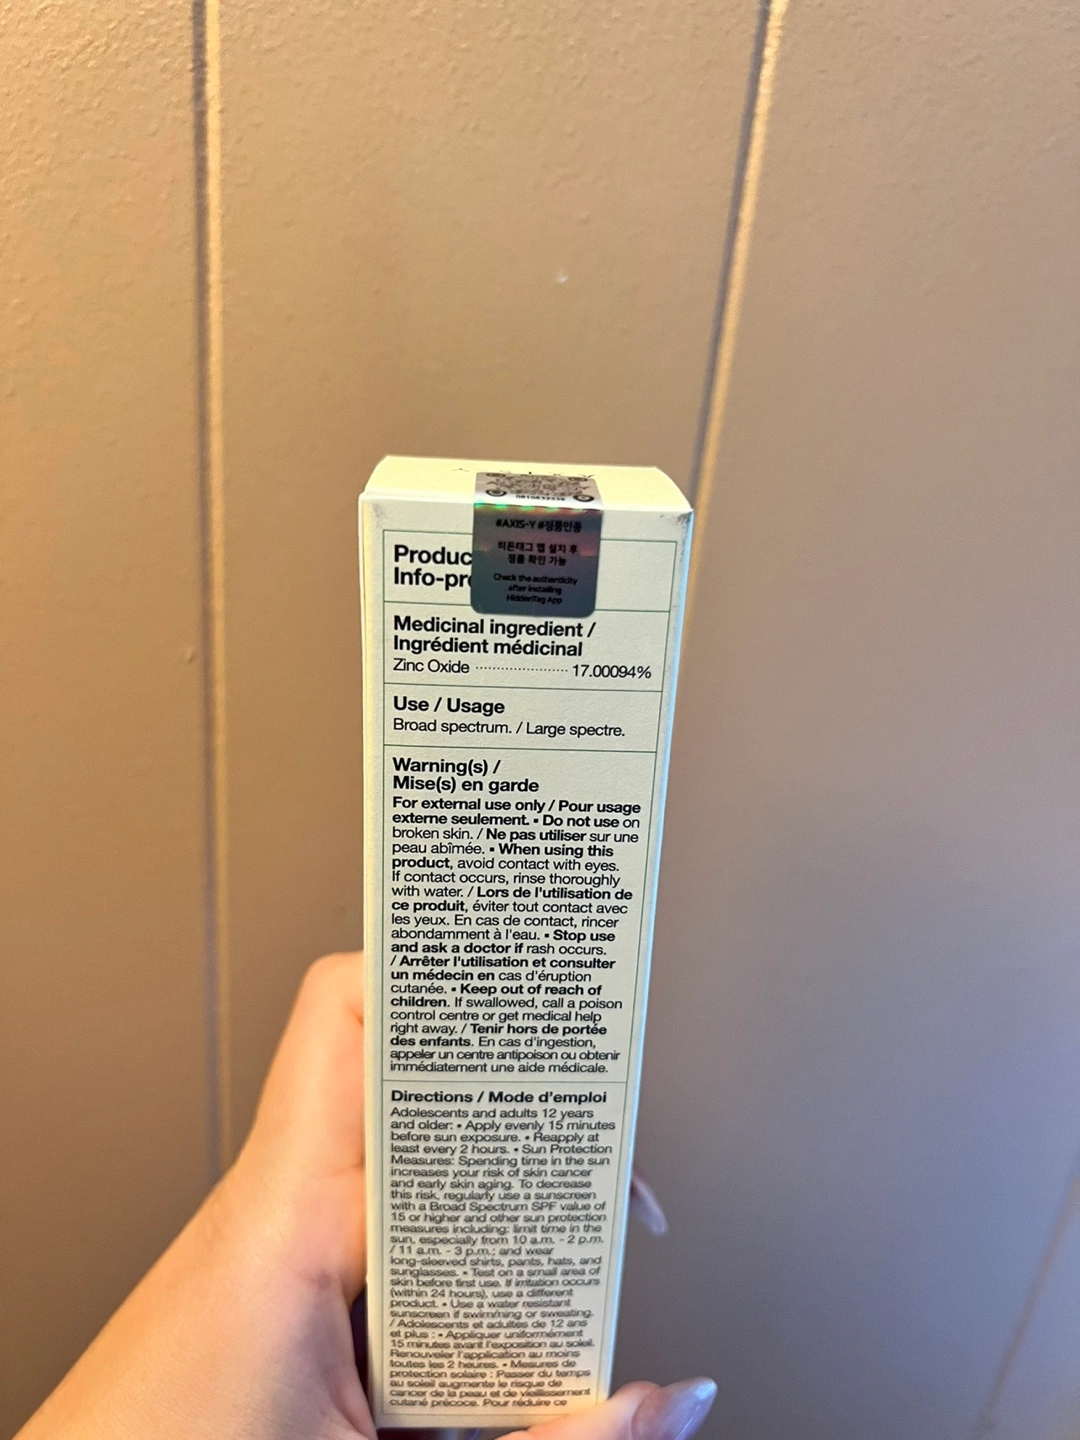 0810632339
#AXIS-Y #정품인증
히든태그 앱 설치 후
정품 확인 가능
Check the authenticity
after installing
HiddenTag App
Produc
Info-pr
Medicinal ingredient /
Ingrédient médicinal
Zinc Oxide ........................ 17.00094%
Use / Usage
Broad spectrum. / Large spectre.
Warning(s) /
Mise(s) en garde
For external use only / Pour usage
externe seulement. ▪ Do not use on
broken skin. / Ne pas utiliser sur une
peau abîmée. ▪ When using this
product, avoid contact with eyes.
If contact occurs, rinse thoroughly
with water. / Lors de l'utilisation de
ce produit, éviter tout contact avec
les yeux. En cas de contact, rincer
abondamment à l'eau. ▪ Stop use
and ask a doctor if rash occurs.
/ Arrêter l'utilisation et consulter
un médecin en cas d'éruption
cutanée. ▪ Keep out of reach of
children. If swallowed, call a poison
control centre or get medical help
right away. / Tenir hors de portée
des enfants. En cas d'ingestion,
appeler un centre antipoison ou obtenir
immédiatement une aide médicale.
Directions / Mode d'emploi
Adolescents and adults 12 years
and older: ▪ Apply evenly 15 minutes
before sun exposure. ▪ Reapply at
least every 2 hours. ▪ Sun Protection
Measures: Spending time in the sun
increases your risk of skin cancer
and early skin aging. To decrease
this risk, regularly use a sunscreen
with a Broad Spectrum SPF value of
15 or higher and other sun protection
measures including: limit time in the
sun, especially from 10 a.m. - 2 p.m.
/ 11 a.m. - 3 p.m.; and wear
long-sleeved shirts, pants, hats, and
sunglasses. ▪ Test on a small area of
skin before first use. If irritation occurs
(within 24 hours), use a different
product. ▪ Use a water resistant
sunscreen if swimming or sweating.
/ Adolescents et adultes de 12 ans
et plus : ▪ Appliquer uniformément
15 minutes avant l'exposition au soleil.
Renouveler l'application au moins
toutes les 2 heures. ▪ Mesures de
protection solaire : Passer du temps
au soleil augmente le risque de
cancer de la peau et de vieillissement
cutané précoce. Pour réduire ce